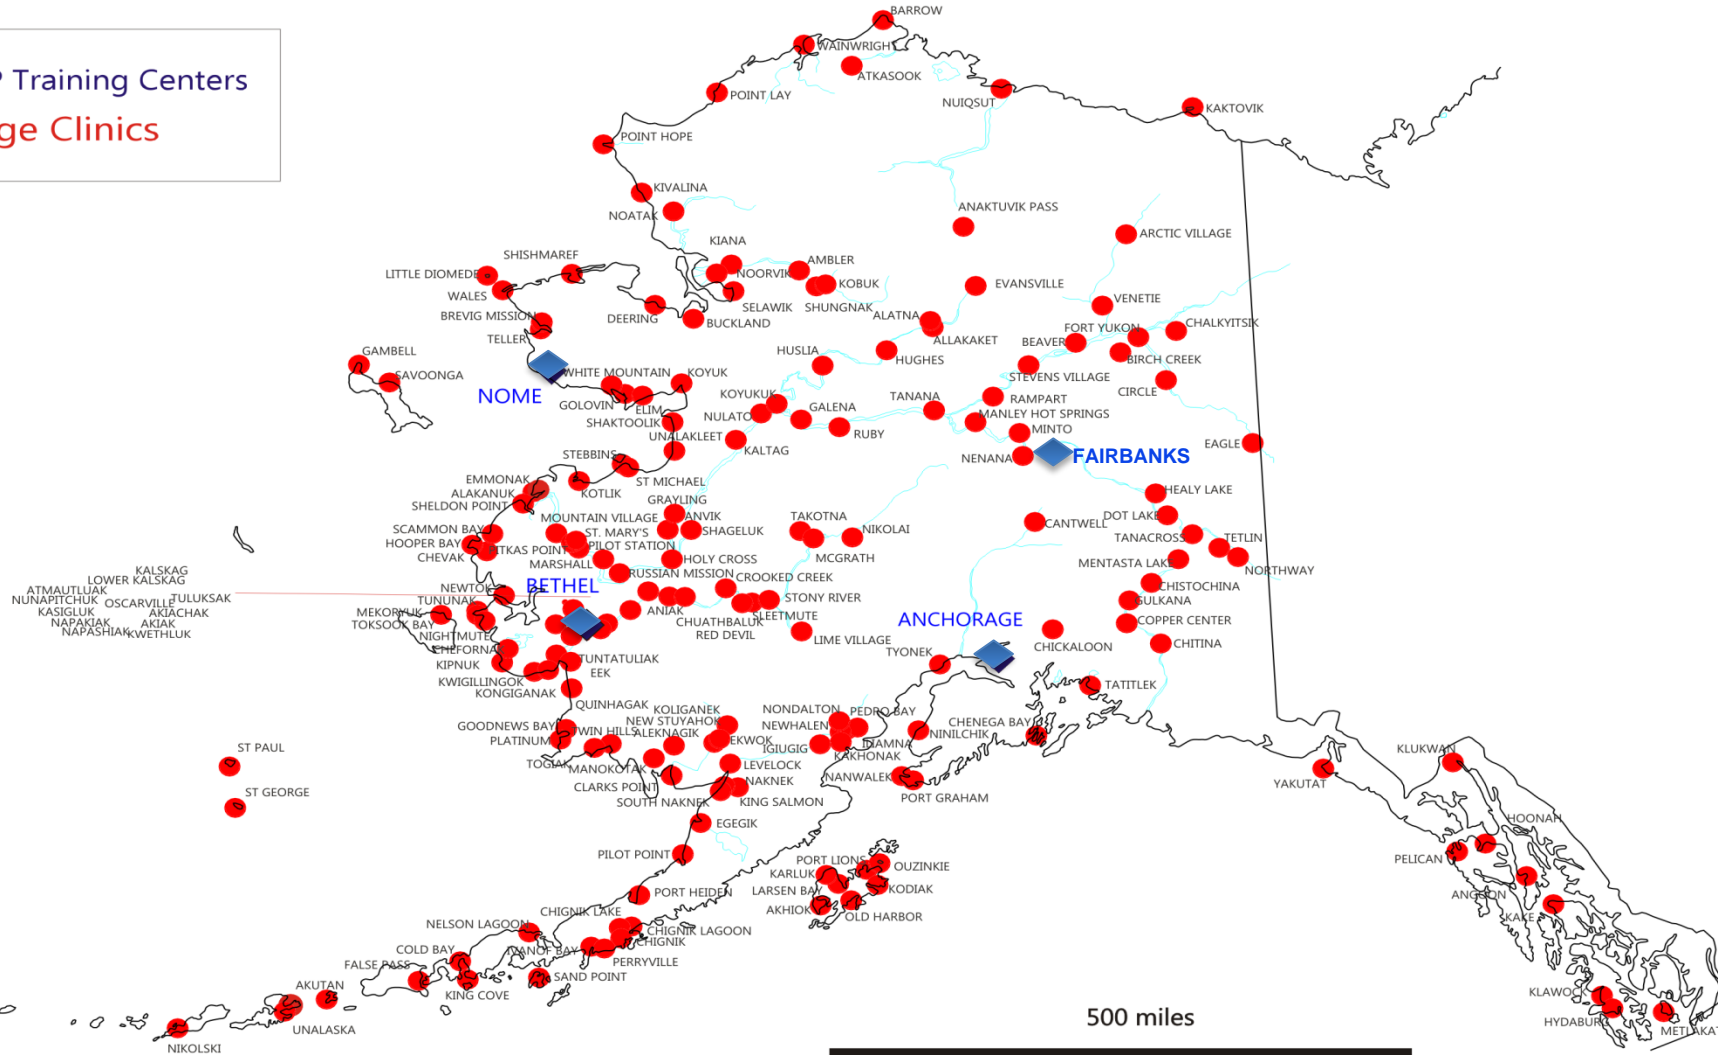 P Training Centers
ge Clinics
BARROW
WAINWRIGHT
ATKASOOK
POINT LAY
NUIQSUT
KAKTOVIK
POINT HOPE
KIVALINA
NOATAK
ANAKTUVIK PASS
ARCTIC VILLAGE
KIANA
SHISHMAREF
AMBLER
LITTLE DIOMEDE
NOORVIK
KOBUK
EVANSVILLE
WALES
SELAWIK
SHUNGNAK
VENETIE
BREVIG MISSION
DEERING
BUCKLAND
ALATNA
FORT YUKON
CHALKYITSIK
TELLER
ALLAKAKET
BEAVER
GAMBELL
HUSLIA
HUGHES
BIRCH CREEK
SAVOONGA
WHITE MOUNTAIN
KOYUK
STEVENS VILLAGE
CIRCLE
NOME
GOLOVIN
ELIM
KOYUKUK
GALENA
TANANA
RAMPART
SHAKTOOLIK
NULATO
MANLEY HOT SPRINGS
UNALAKLEET
RUBY
MINTO
KALTAG
EAGLE
STEBBINS
NENANA
FAIRBANKS
EMMONAK
ST MICHAEL
ALAKANUK
KOTLIK
HEALY LAKE
SHELDON POINT
GRAYLING
MOUNTAIN VILLAGE
ANVIK
TAKOTNA
DOT LAKE
SCAMMON BAY
ST. MARY'S
SHAGELUK
NIKOLAI
CANTWELL
TANACROSS
TETLIN
HOOPER BAY
PITKAS POINT
PILOT STATION
CHEVAK
MARSHALL
HOLY CROSS
MCGRATH
MENTASTA LAKE
NORTHWAY
KALSKAG
RUSSIAN MISSION
CROOKED CREEK
LOWER KALSKAG
BETHEL
CHISTOCHINA
ATMAUTLUAK
NEWTOK
STONY RIVER
NUNAPITCHUK
OSCARVILLE
TULUKSAK
TUNUNAK
GULKANA
KASIGLUK
AKIACHAK
MEKORYUK
ANIAK
SLEETMUTE
NAPAKIAK
AKIAK
TOKSOOK BAY
CHUATHBALUK
ANCHORAGE
COPPER CENTER
NAPASHIAK
KWETHLUK
NIGHTMUTE
RED DEVIL
LIME VILLAGE
CHEFORNA
TYONEK
CHICKALOON
CHITINA
KIPNUK
TUNTATULIAK
EEK
KWIGILLINGOK
KONGIGANAK
TATITLEK
QUINHAGAK
KOLIGANEK
NONDALTON
PEDRO BAY
GOODNEWS BAY
TWIN HILLS
NEW STUYAHOK
NEWHALEN
CHENEGA BAY
PLATINUM
ALEKNAGIK
EKWOK
IGIUGIG
ILIAMNA
NINILCHIK
KAKHONAK
ST PAUL
TOGIAK
MANOKOTAK
LEVELOCK
KLUKWAN
CLARKS POINT
NAKNEK
NANWALEK
YAKUTAT
ST GEORGE
SOUTH NAKNEK
KING SALMON
PORT GRAHAM
EGEGIK
HOONAH
PILOT POINT
PORT LIONS
OUZINKIE
PELICAN
KARLUK
PORT HEIDEN
LARSEN BAY
KODIAK
ANGOON
AKHIOK
OLD HARBOR
KAKE
CHIGNIK LAKE
NELSON LAGOON
CHIGNIK LAGOON
COLD BAY
IVANOF BAY
CHIGNIK
FALSE PASS
PERRYVILLE
SAND POINT
AKUTAN
KING COVE
KLAWOCK
500 miles
UNALASKA
HYDABURG
METLAKAT
NIKOLSKI